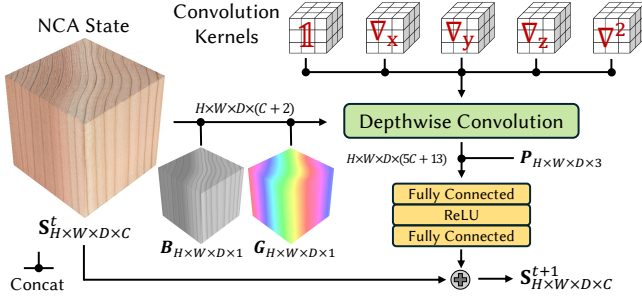 NCA State
Convolution
Kernels
𝟙
∇x
∇y
∇z
∇²
H×W×D×(C + 2)
Depthwise Convolution
H×W×D×(5C + 13)
P H×W×D×3
Fully Connected
ReLU
Fully Connected
B H×W×D×1
G H×W×D×1
S^t H×W×D×C
Concat
S^t+1 H×W×D×C